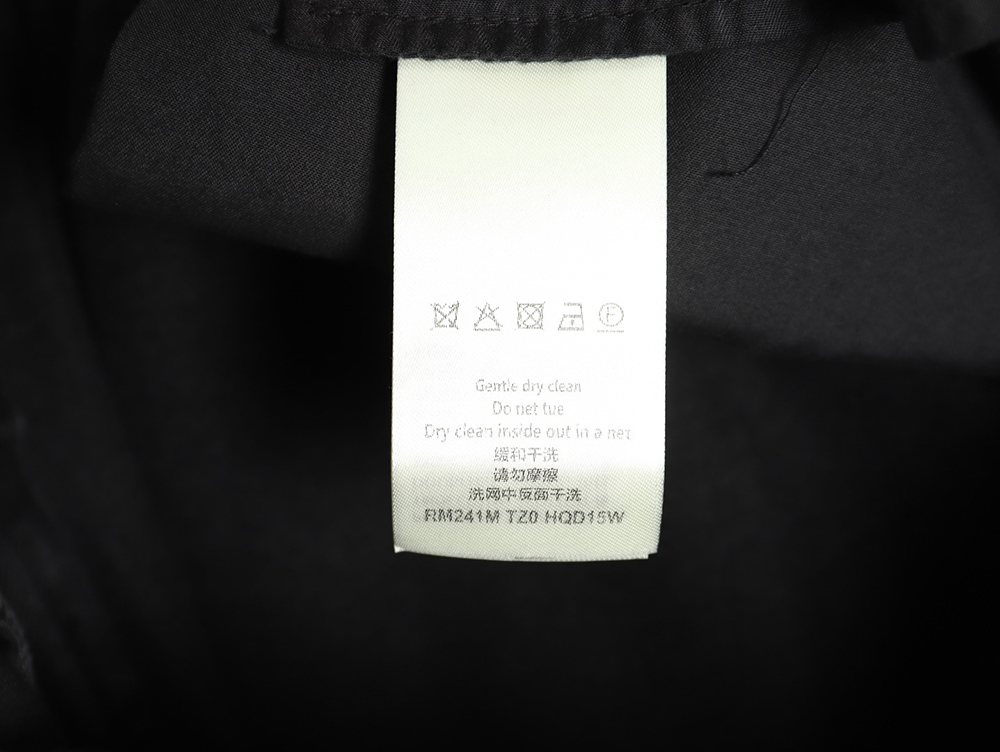 F
Gentle dry clean
Do net tue
Dry clean inside out in a net
缓和干洗
请勿摩擦
洗网中反面干洗
RM241M TZ0 HQD15W